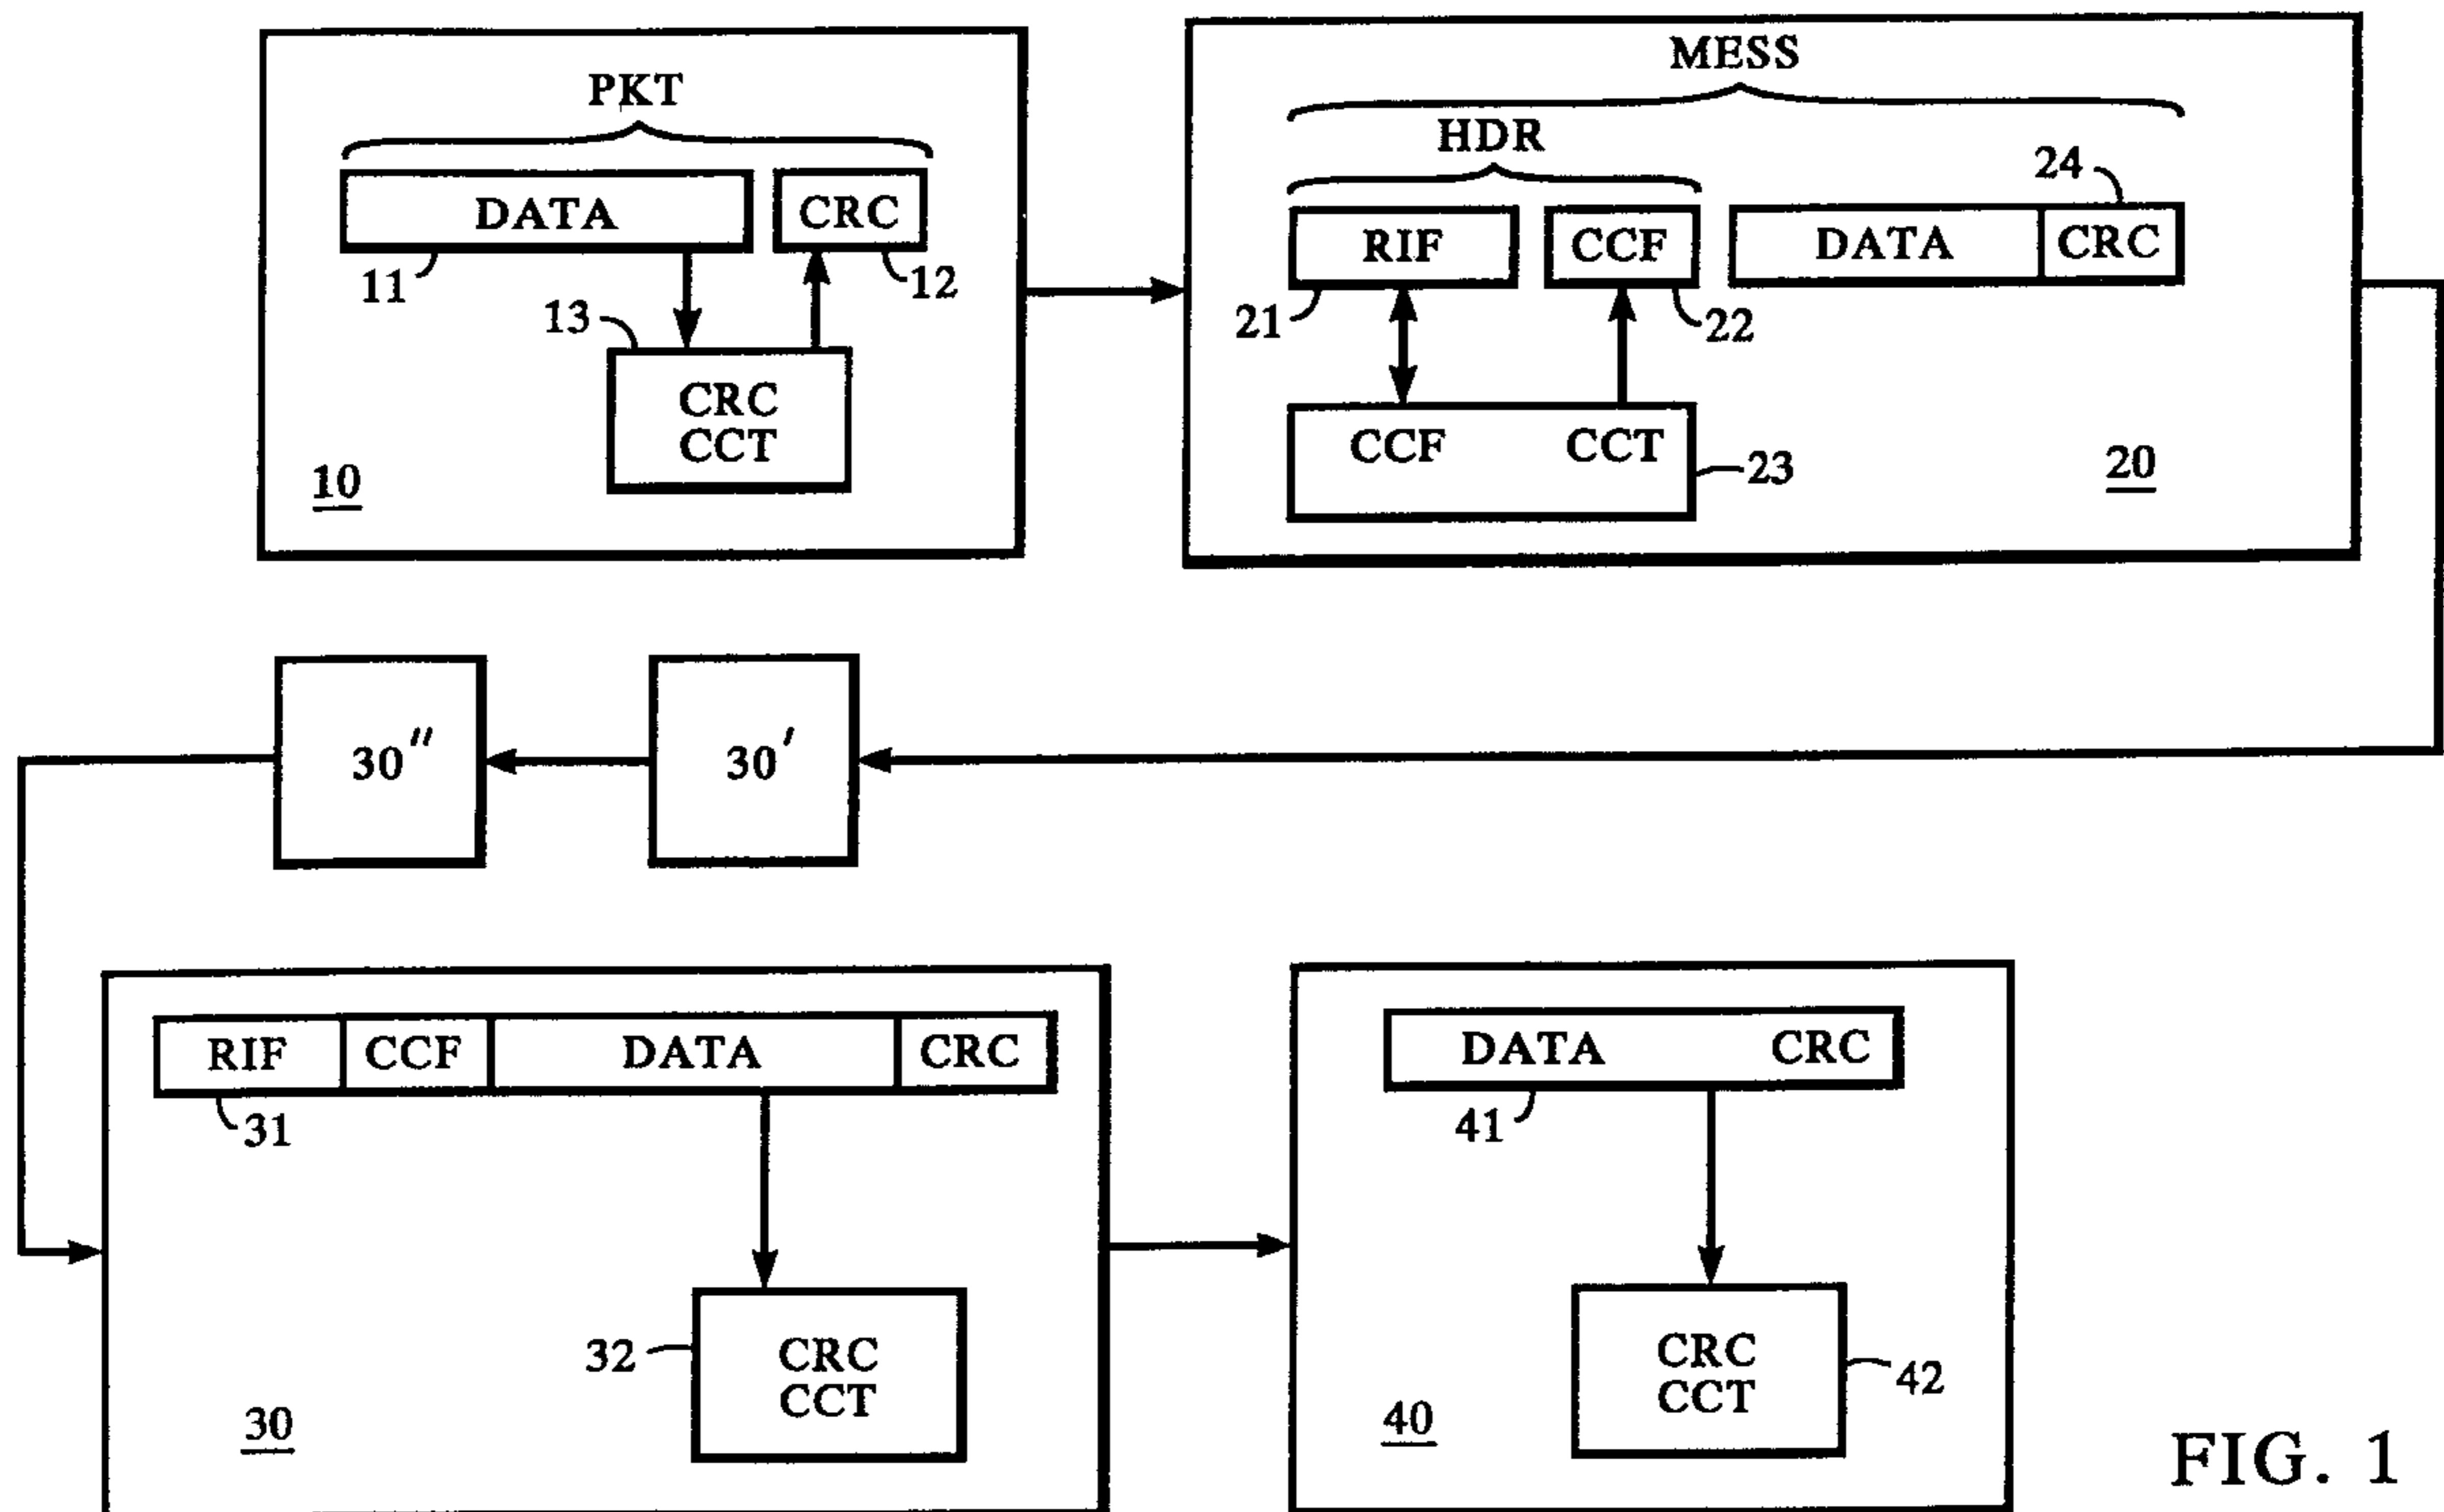 PKT
DATA CRC
11 12
13
CRC
CCT
10
MESS
HDR
24
RIF CCF DATA CRC
21 22
CCF CCT
23
20
30" 30'
RIF CCF DATA CRC
31
32
CRC
CCT
30
DATA CRC
41
CRC
CCT
42
40
FIG. 1